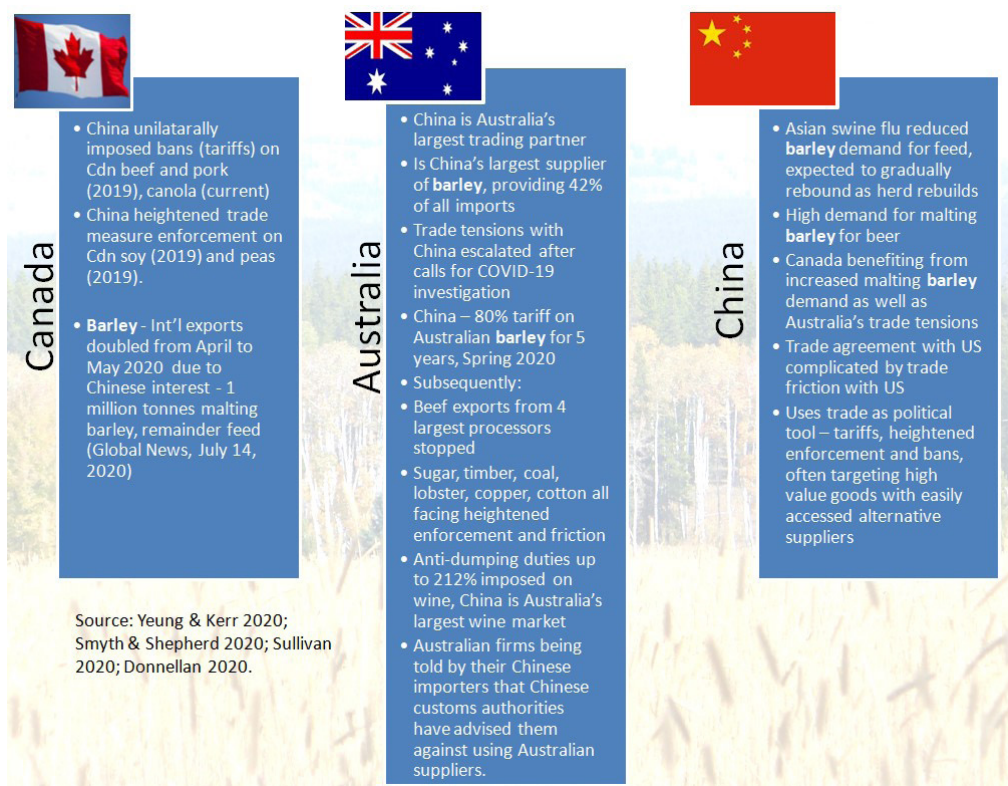 Canada
• China unilatarally
imposed bans (tariffs) on
Cdn beef and pork
(2019), canola (current)
• China heightened trade
measure enforcement on
Cdn soy (2019) and peas
(2019).
• Barley - Int'l exports
doubled from April to
May 2020 due to
Chinese interest - 1
million tonnes malting
barley, remainder feed
(Global News, July 14,
2020)
Source: Yeung & Kerr 2020;
Smyth & Shepherd 2020; Sullivan
2020; Donnellan 2020.
Australia
• China is Australia's
largest trading partner
• Is China's largest supplier
of barley, providing 42%
of all imports
• Trade tensions with
China escalated after
calls for COVID-19
investigation
• China – 80% tariff on
Australian barley for 5
years, Spring 2020
• Subsequently:
• Beef exports from 4
largest processors
stopped
• Sugar, timber, coal,
lobster, copper, cotton all
facing heightened
enforcement and friction
• Anti-dumping duties up
to 212% imposed on
wine, China is Australia's
largest wine market
• Australian firms being
told by their Chinese
importers that Chinese
customs authorities
have advised them
against using Australian
suppliers.
China
• Asian swine flu reduced
barley demand for feed,
expected to gradually
rebound as herd rebuilds
• High demand for malting
barley for beer
• Canada benefiting from
increased malting barley
demand as well as
Australia's trade tensions
• Trade agreement with US
complicated by trade
friction with US
• Uses trade as political
tool – tariffs, heightened
enforcement and bans,
often targeting high
value goods with easily
accessed alternative
suppliers